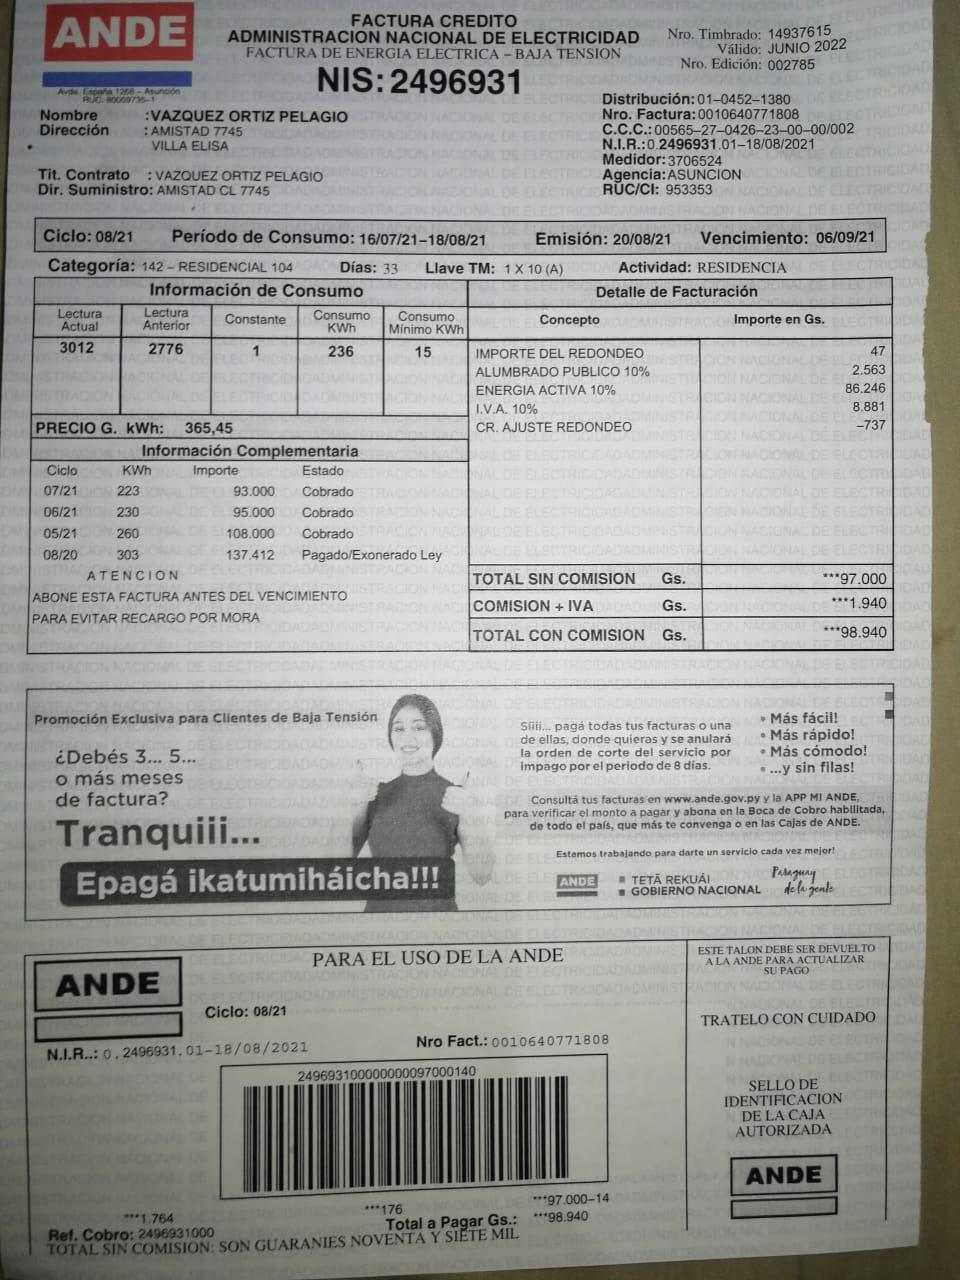 ANDE
Avda. España 1268 – Asunción
RUC: 80009735–1
FACTURA CREDITO
ADMINISTRACION NACIONAL DE ELECTRICIDAD
FACTURA DE ENERGIA ELECTRICA – BAJA TENSION
NIS: 2496931
Nro. Timbrado: 14937615
Válido: JUNIO 2022
Nro. Edición: 002785
Distribución: 01–0452–1380
Nro. Factura: 0010640771808
C.C.C.: 00565–27–0426–23–00–00/002
N.I.R.: 0.2496931.01–18/08/2021
Medidor: 3706524
Agencia: ASUNCION
RUC/CI: 953353
Nombre : VAZQUEZ ORTIZ PELAGIO
Dirección : AMISTAD 7745
VILLA ELISA
Tit. Contrato : VAZQUEZ ORTIZ PELAGIO
Dir. Suministro: AMISTAD CL 7745
Ciclo: 08/21 Período de Consumo: 16/07/21–18/08/21 Emisión: 20/08/21 Vencimiento: 06/09/21
Categoría: 142 – RESIDENCIAL 104 Días: 33 Llave TM: 1 X 10 (A) Actividad: RESIDENCIA
Información de Consumo
Lectura Actual Lectura Anterior Constante Consumo KWh Consumo Mínimo KWh
3012 2776 1 236 15
PRECIO G. kWh: 365,45
Información Complementaria
Ciclo KWh Importe Estado
07/21 223 93.000 Cobrado
06/21 230 95.000 Cobrado
05/21 260 108.000 Cobrado
08/20 303 137.412 Pagado/Exonerado Ley
A T E N C I O N
ABONE ESTA FACTURA ANTES DEL VENCIMIENTO
PARA EVITAR RECARGO POR MORA
Detalle de Facturación
Concepto Importe en Gs.
IMPORTE DEL REDONDEO 47
ALUMBRADO PUBLICO 10% 2.563
ENERGIA ACTIVA 10% 86.246
I.V.A. 10% 8.881
CR. AJUSTE REDONDEO –737
TOTAL SIN COMISION Gs. ***97.000
COMISION + IVA Gs. ***1.940
TOTAL CON COMISION Gs. ***98.940
Promoción Exclusiva para Clientes de Baja Tensión
¿Debés 3... 5...
o más meses
de factura?
Tranquiii...
Epagá ikatumiháicha!!!
Siiii... pagá todas tus facturas o una
de ellas, donde quieras y se anulará
la orden de corte del servicio por
impago por el periodo de 8 días.
• Más fácil!
• Más rápido!
• Más cómodo!
• ...y sin filas!
Consultá tus facturas en www.ande.gov.py y la APP MI ANDE,
para verificar el monto a pagar y abona en la Boca de Cobro habilitada,
de todo el país, que más te convenga o en las Cajas de ANDE.
Estamos trabajando para darte un servicio cada vez mejor!
ANDE
TETÃ REKUÁI
GOBIERNO NACIONAL
Paraguay
de la gente
ANDE
PARA EL USO DE LA ANDE
Ciclo: 08/21
N.I.R..: 0.2496931.01–18/08/2021
Nro Fact.: 0010640771808
24969310000000097000140
***1.764
***176
***97.000–14
Ref. Cobro: 2496931000
Total a Pagar Gs.: ***98.940
TOTAL SIN COMISION: SON GUARANIES NOVENTA Y SIETE MIL
ESTE TALON DEBE SER DEVUELTO
A LA ANDE PARA ACTUALIZAR
SU PAGO
TRATELO CON CUIDADO
SELLO DE
IDENTIFICACION
DE LA CAJA
AUTORIZADA
ANDE